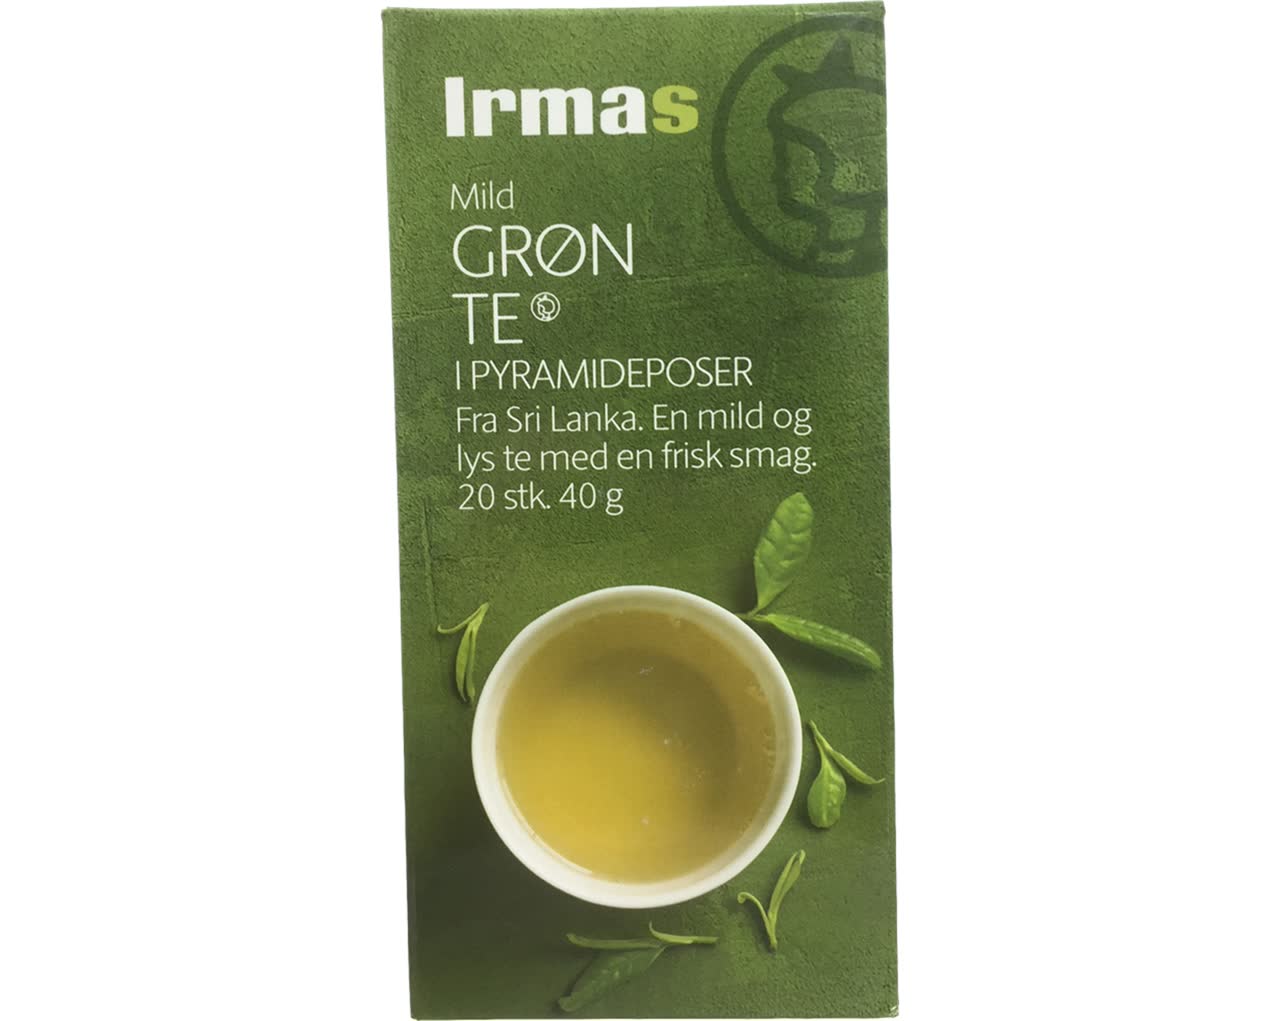 Irmas
Mild
GRØN
TE
I PYRAMIDEPOSER
Fra Sri Lanka. En mild og
lys te med en frisk smag.
20 stk. 40 g